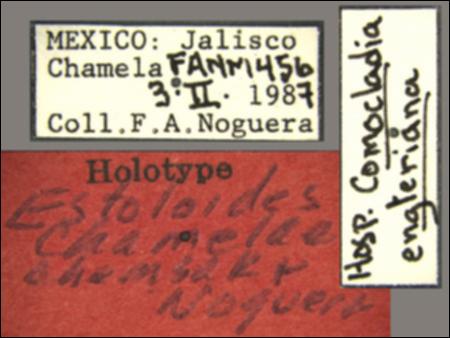 MEXICO: Jalisco
Chamela FANM1456
3.II. 1987
Coll.F.A.Noguera
Hosp. Comocladia
engleriana
Holotype
Estoloides
Chamelae
Chemsak &
Noguera